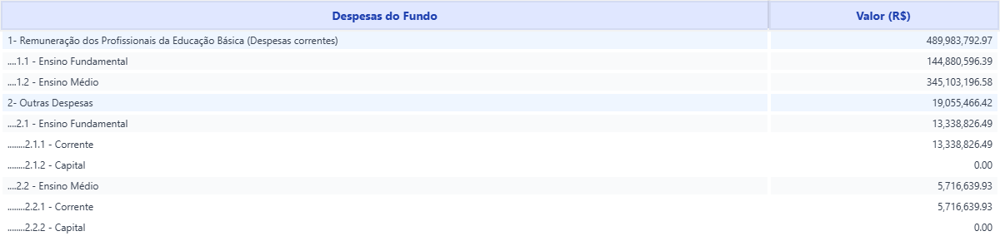 Despesas do Fundo Valor (R$)
1- Remuneração dos Profissionais da Educação Básica (Despesas correntes) 489,983,792.97
....1.1 - Ensino Fundamental 144,880,596.39
....1.2 - Ensino Médio 345,103,196.58
2- Outras Despesas 19,055,466.42
....2.1 - Ensino Fundamental 13,338,826.49
........2.1.1 - Corrente 13,338,826.49
........2.1.2 - Capital 0.00
....2.2 - Ensino Médio 5,716,639.93
........2.2.1 - Corrente 5,716,639.93
........2.2.2 - Capital 0.00